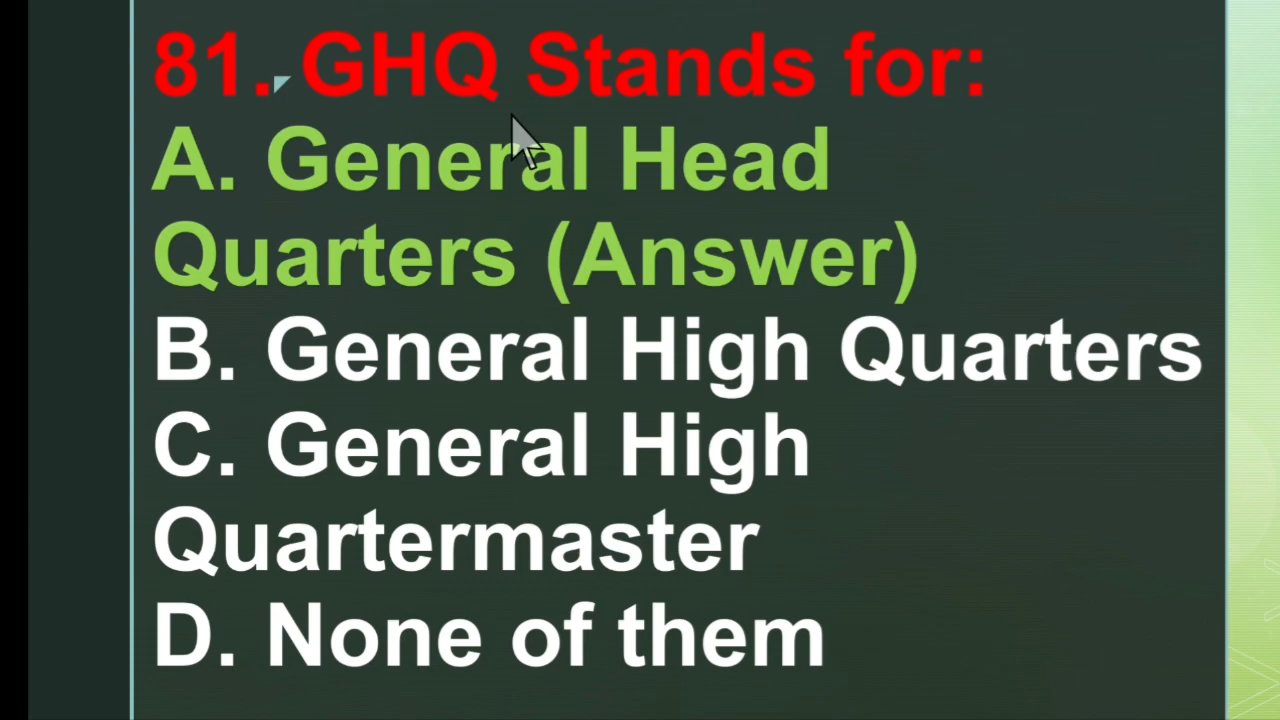 81. GHQ Stands for:
A. General Head
Quarters (Answer)
B. General High Quarters
C. General High
Quartermaster
D. None of them